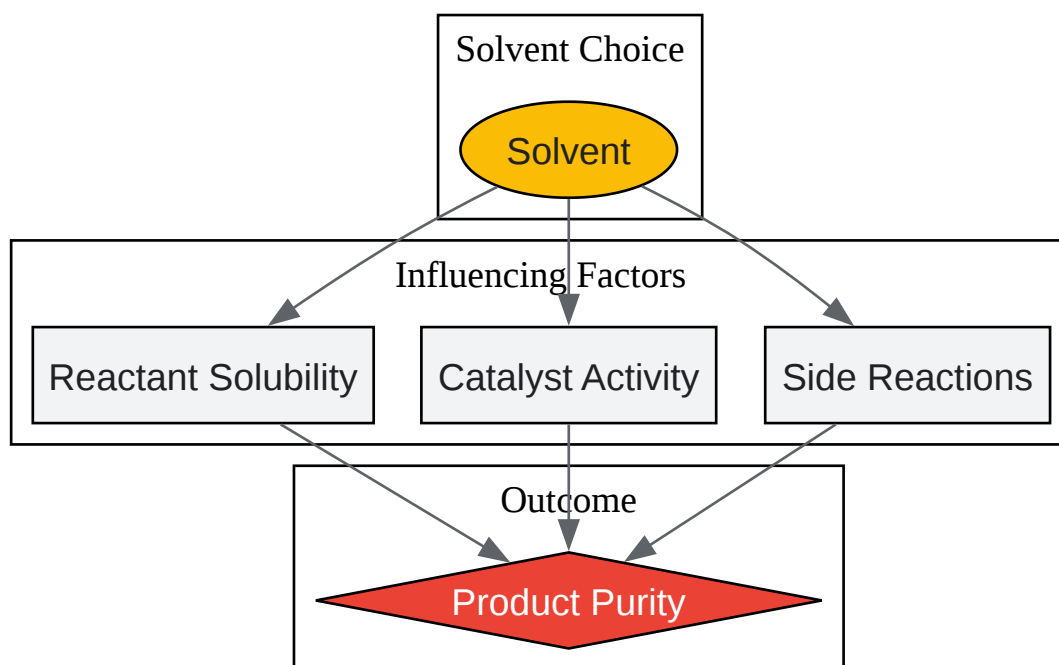 Solvent Choice
Solvent
Influencing Factors
Reactant Solubility
Catalyst Activity
Side Reactions
Outcome
Product Purity